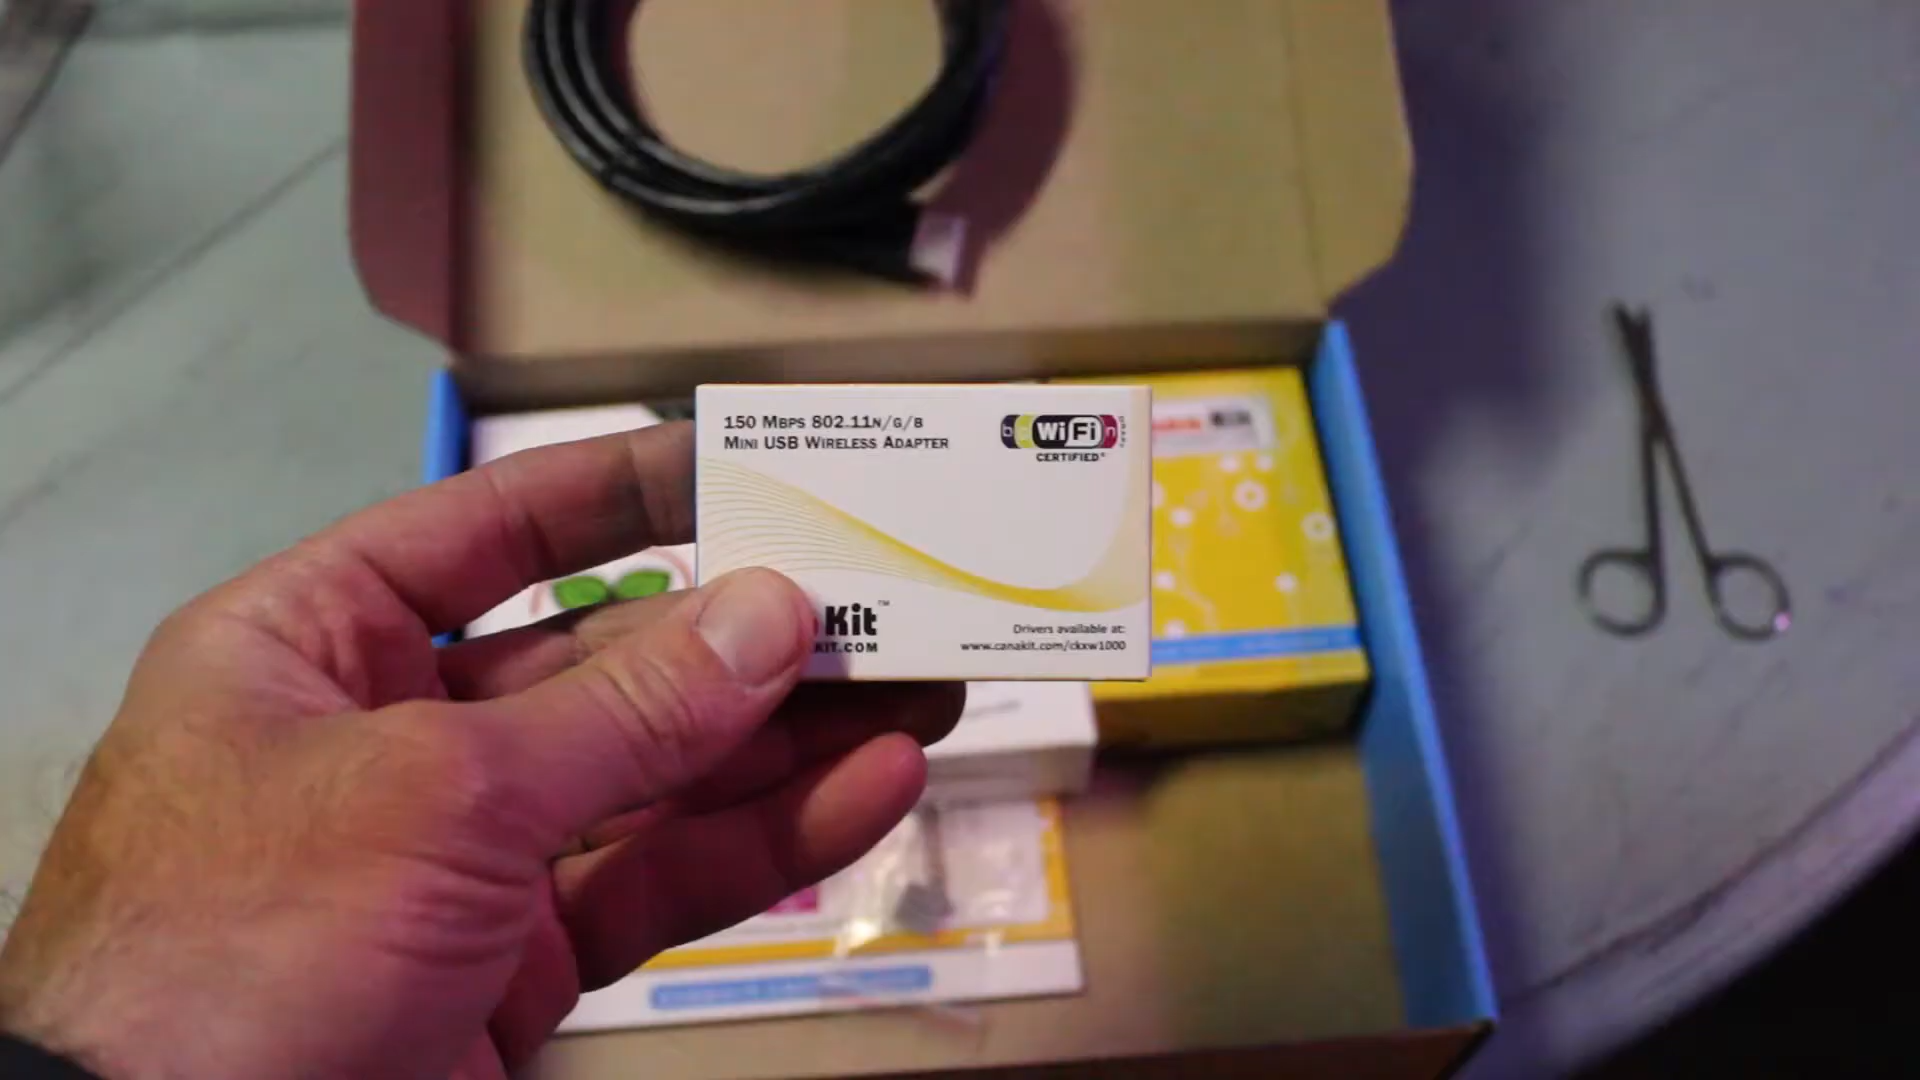 150 Mbps 802.11n/g/b
Mini USB Wireless Adapter
b WiFi n
CERTIFIED®
Kit™
KIT.COM
Drivers available at:
www.canakit.com/ckxw1000